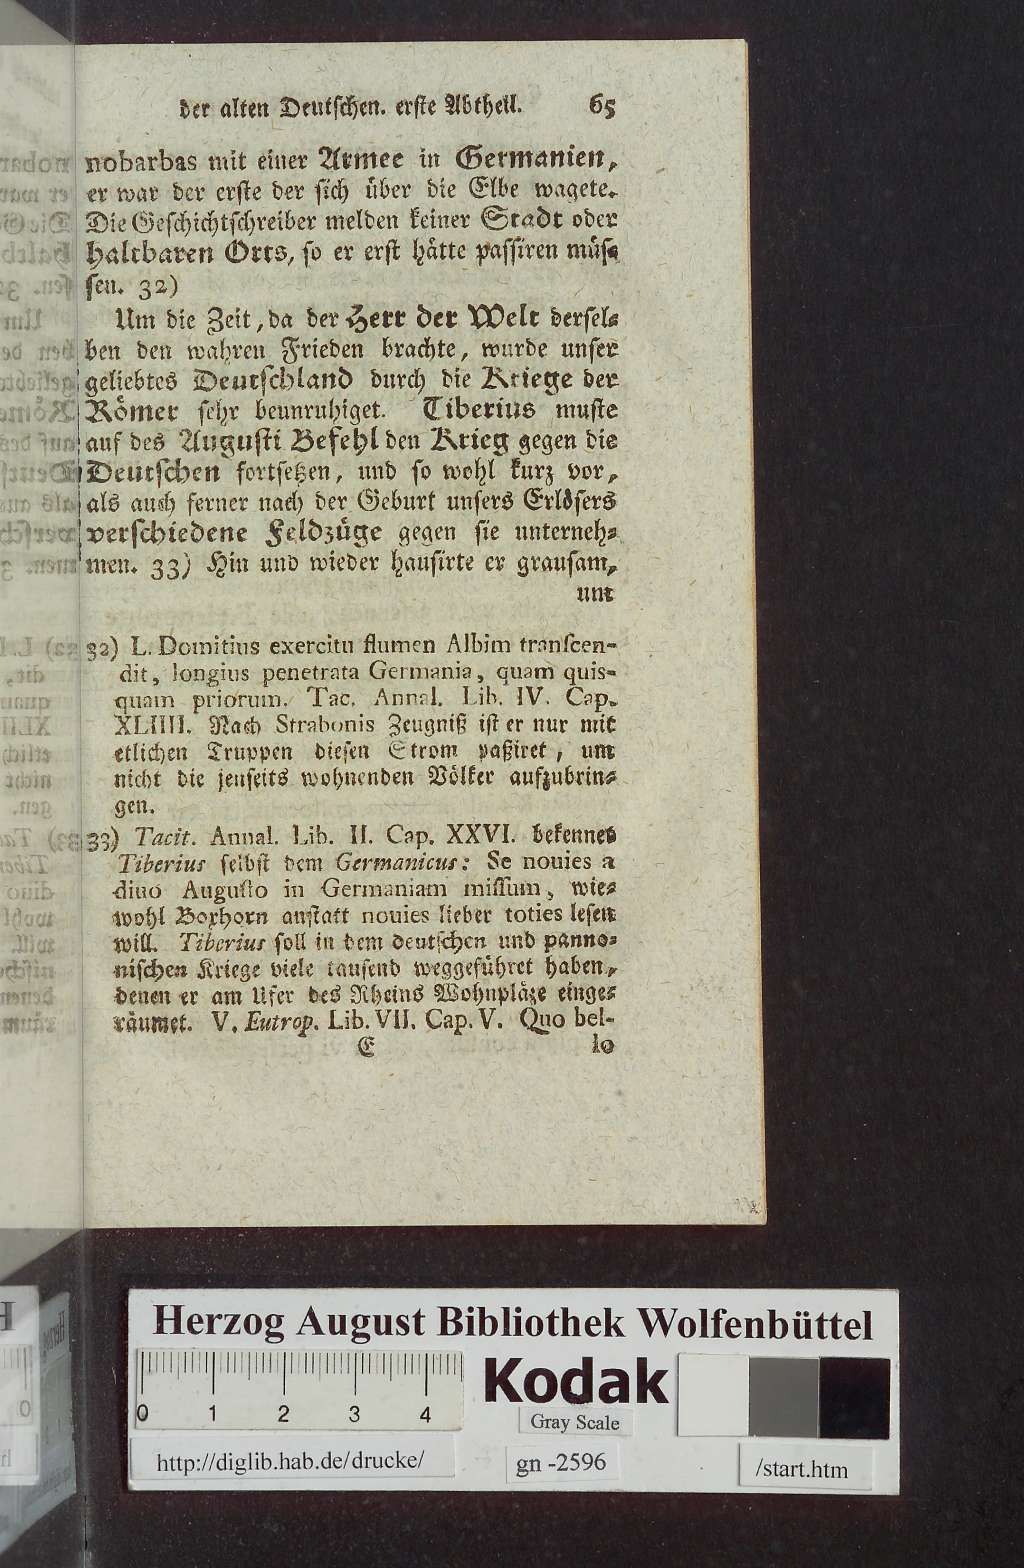 der alten Deutschen. erste Abtheil. 65
nobarbas mit einer Armee in Germanien,
er war der erste der sich über die Elbe wagete.
Die Geschichtschreiber melden keiner Stadt oder
haltbaren Orts, so er erst hätte passiren müs-
sen. 32)
Um die Zeit, da der Herr der Welt dersel-
ben den wahren Frieden brachte, wurde unser
geliebtes Deutschland durch die Kriege der
Römer sehr beunruhiget. Tiberius muste
auf des Augusti Befehl den Krieg gegen die
Deutschen fortsetzen, und so wohl kurz vor,
als auch ferner nach der Geburt unsers Erlösers
verschiedene Feldzüge gegen sie unterneh-
men. 33) Hin und wieder hausirte er grausam,
um
32) L. Domitius exercitu flumen Albim transcen-
dit, longius penetrata Germania, quam quis-
quam priorum. Tac. Annal. Lib. IV. Cap.
XLIIII. Nach Strabonis Zeugniß ist er nur mit
etlichen Truppen diesen Strom paßiret, um
nicht die jenseits wohnenden Völker aufzubrin-
gen.
33) Tacit. Annal. Lib. II. Cap. XXVI. bekennet
Tiberius selbst dem Germanicus: Se nouies a
diuo Augusto in Germaniam missum, wie-
wohl Boxhorn anstatt nouies lieber toties lesen
will. Tiberius soll in dem deutschen und panno-
nischen Kriege viele tausend weggeführet haben,
denen er am Ufer des Rheins Wohnpläze einge-
räumet. V. Eutrop. Lib. VII. Cap. V. Quo bel-
E lo
Herzog August Bibliothek Wolfenbüttel
Kodak
0 1 2 3 4
Gray Scale
http://diglib.hab.de/drucke/ gn -2596 /start.htm